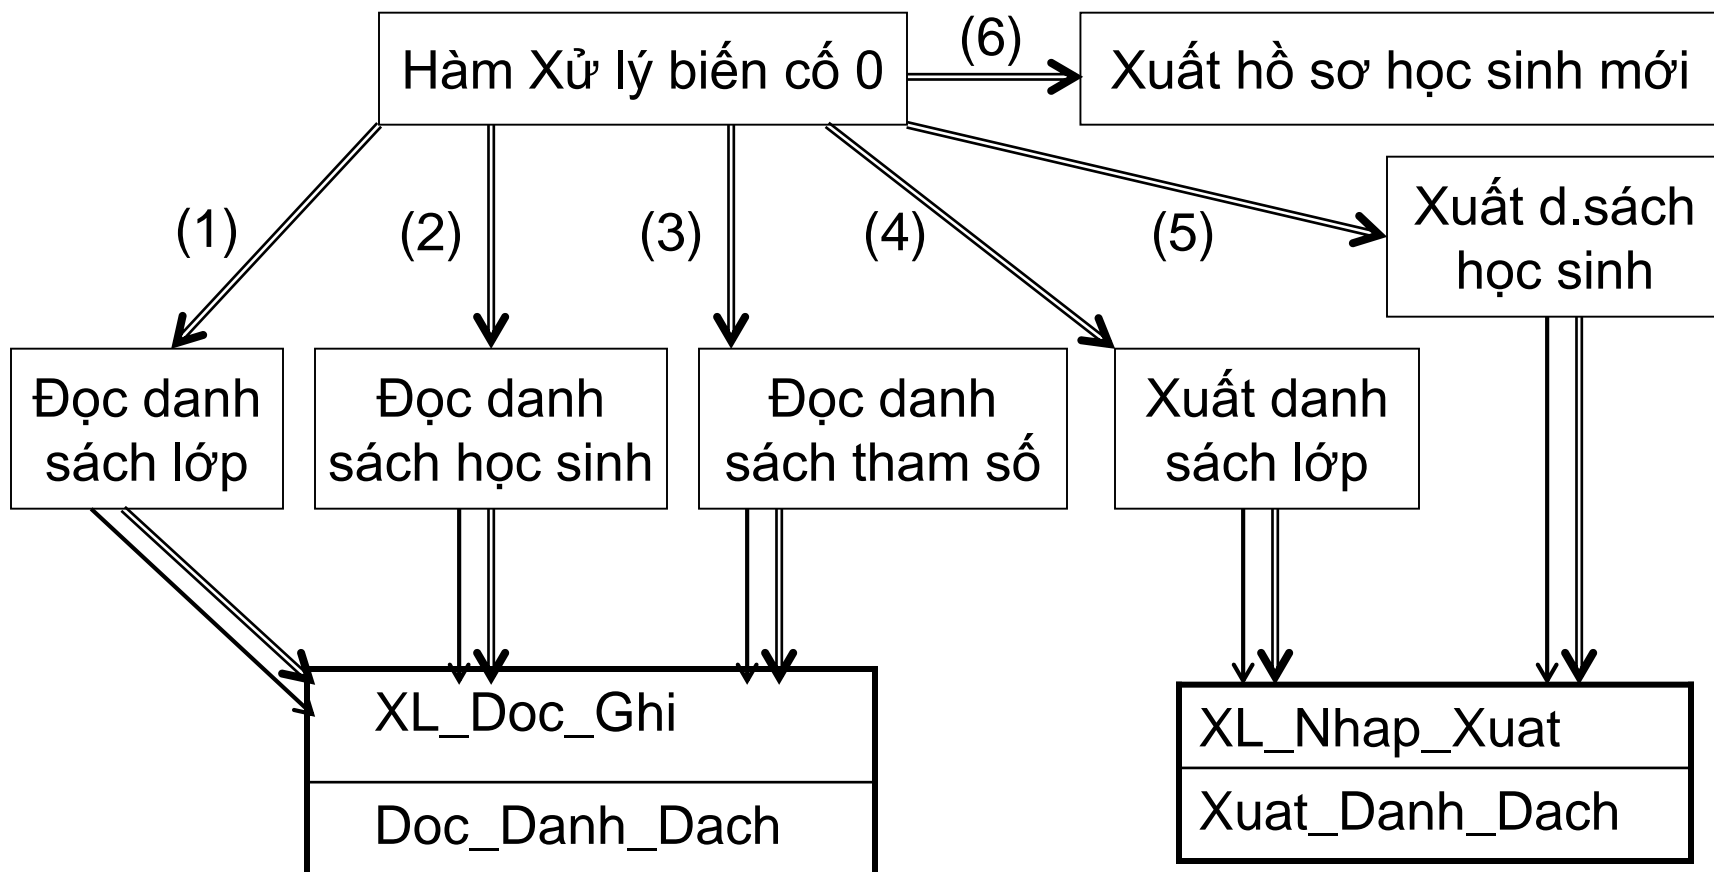 Hàm Xử lý biến cố 0
(6)
Xuất hồ sơ học sinh mới
(1)
(2)
(3)
(4)
(5)
Xuất d.sách
học sinh
Đọc danh
sách lớp
Đọc danh
sách học sinh
Đọc danh
sách tham số
Xuất danh
sách lớp
XL_Doc_Ghi
Doc_Danh_Dach
XL_Nhap_Xuat
Xuat_Danh_Dach